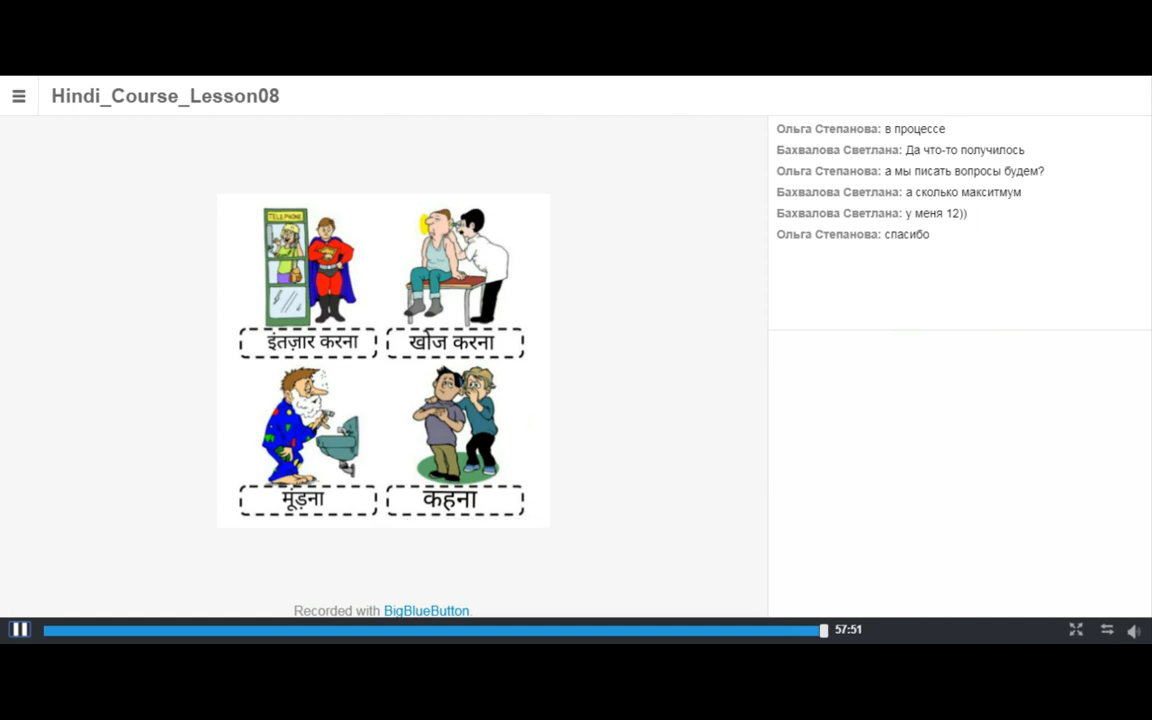 Hindi_Course_Lesson08
TELEPHONE
इंतज़ार करना
खोज करना
मूंड़ना
कहना
Recorded with BigBlueButton.
Ольга Степанова: в процессе
Бахвалова Светлана: Да что-то получилось
Ольга Степанова: а мы писать вопросы будем?
Бахвалова Светлана: а сколько макситмум
Бахвалова Светлана: у меня 12))
Ольга Степанова: спасибо
57:51